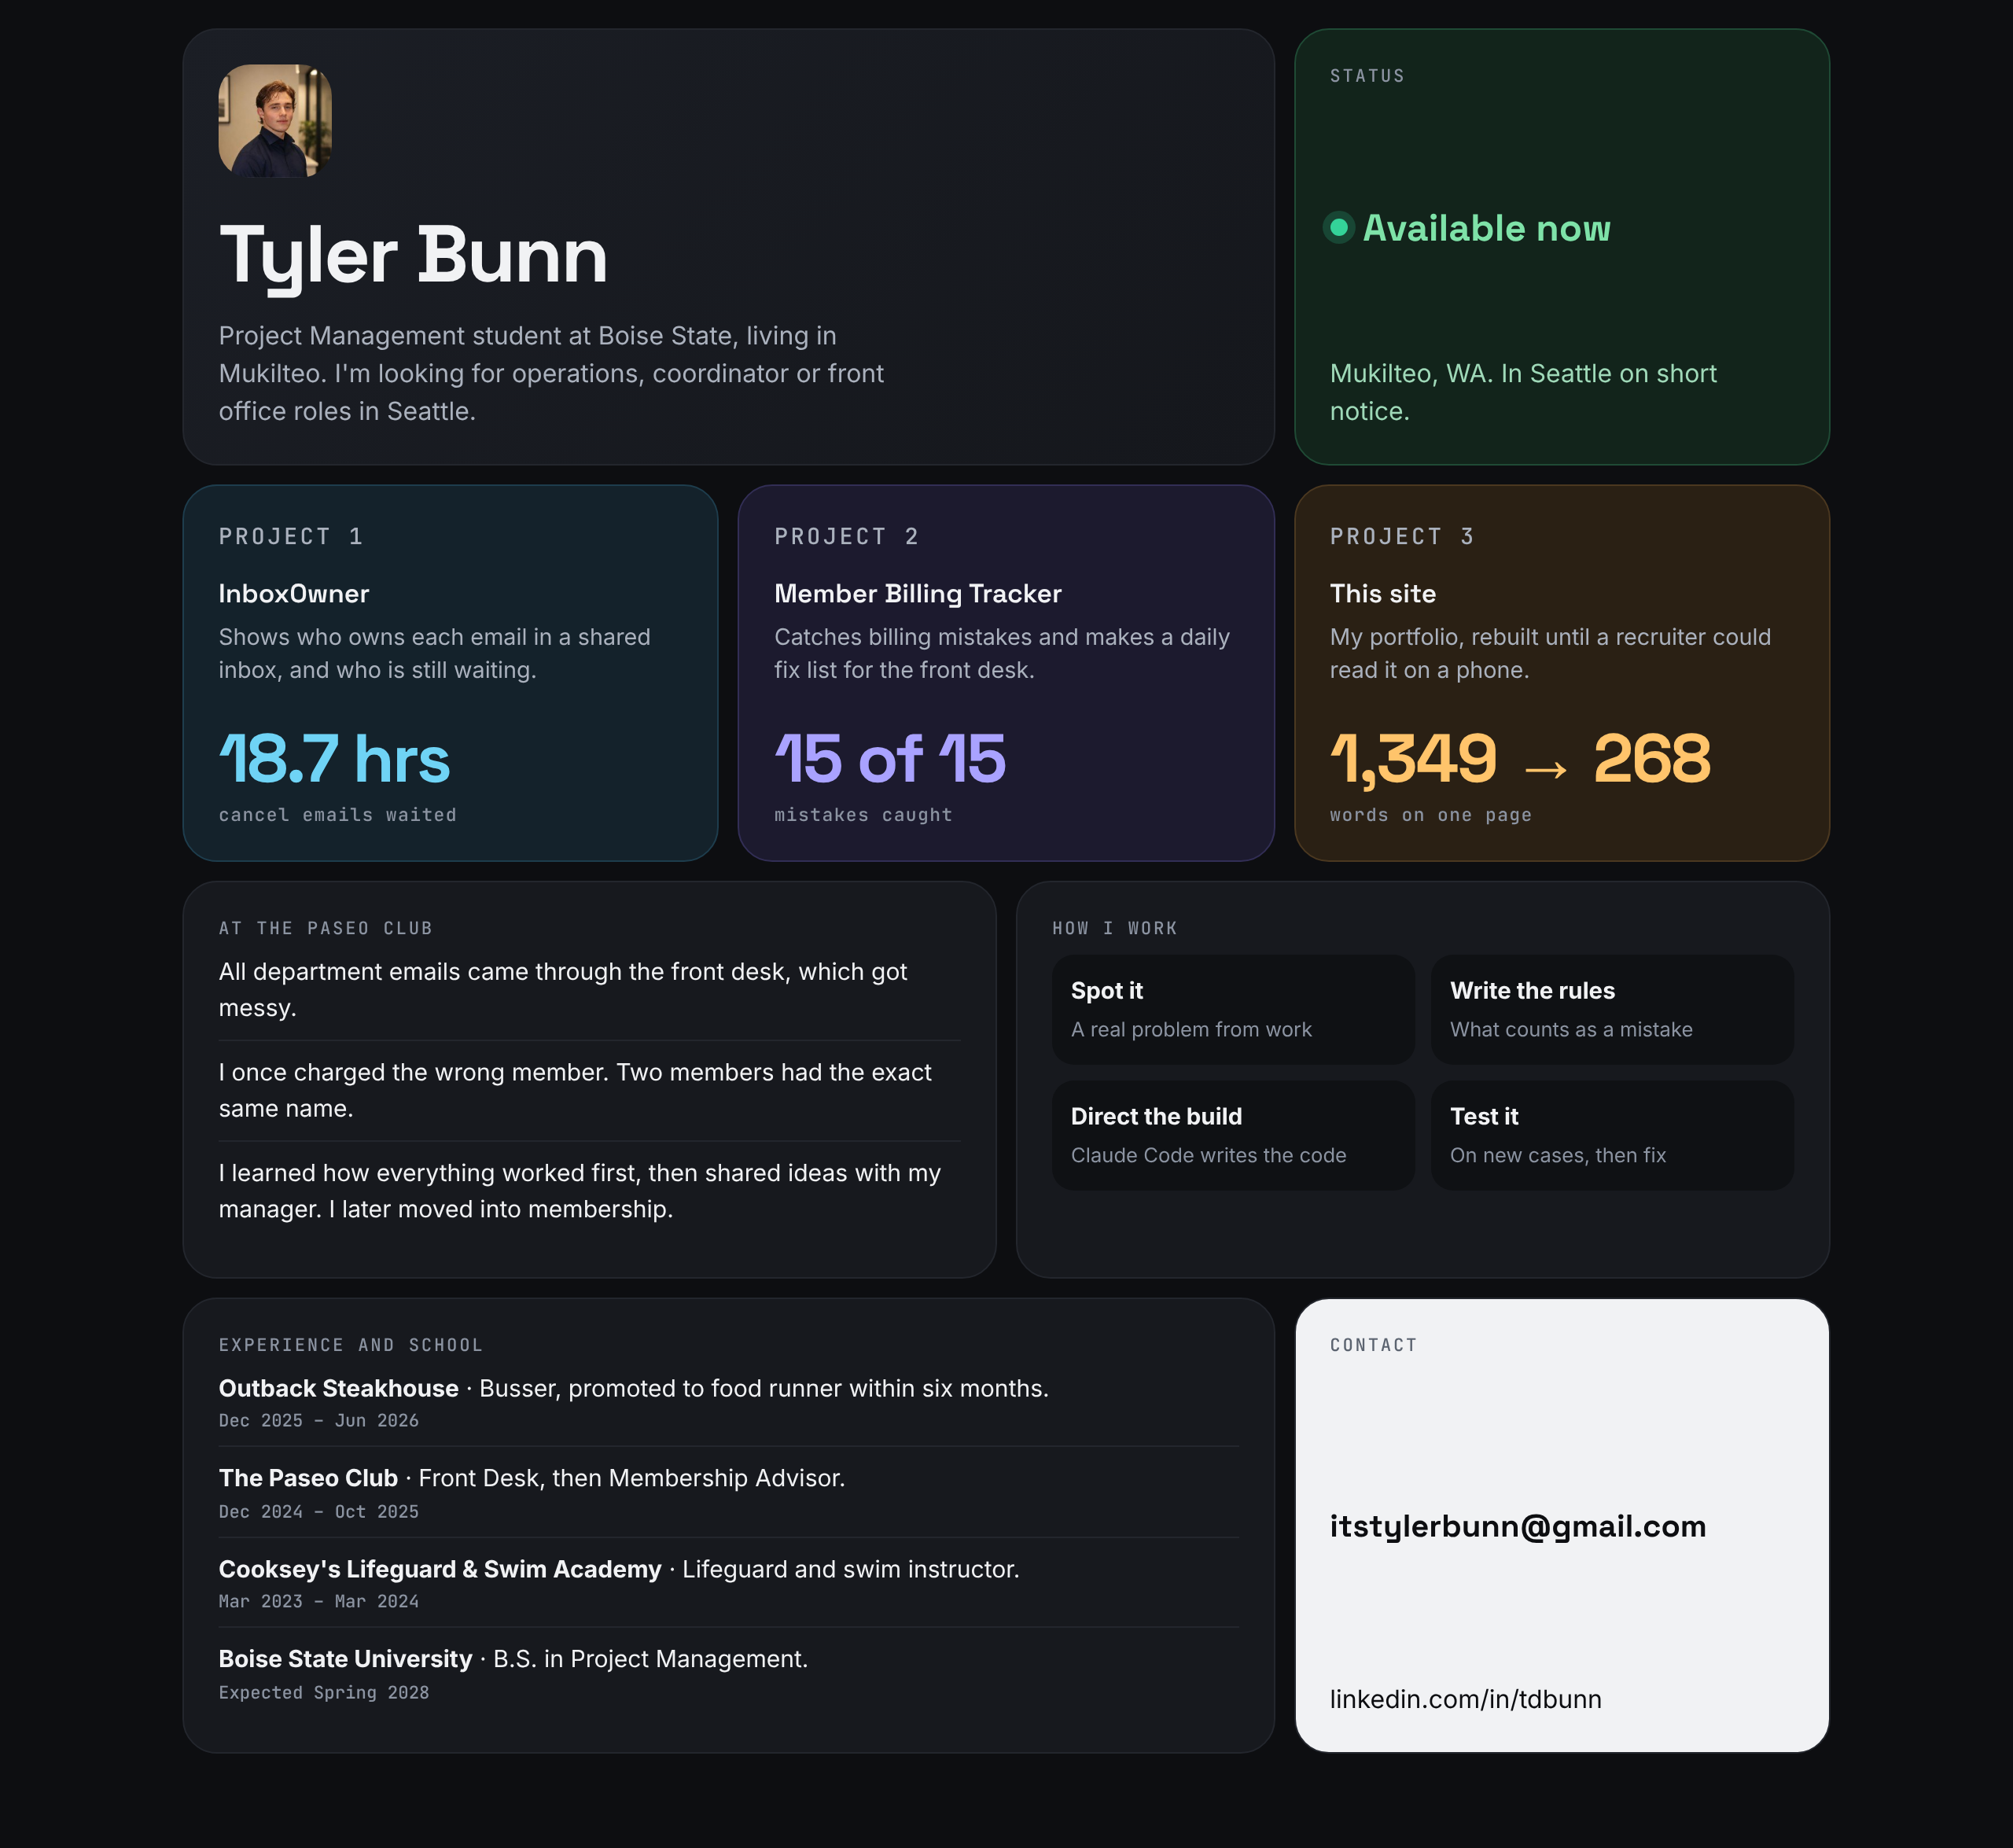 Tyler Bunn
Project Management student at Boise State, living in
Mukilteo. I'm looking for operations, coordinator or front
office roles in Seattle.
STATUS
Available now
Mukilteo, WA. In Seattle on short
notice.
PROJECT 1
InboxOwner
Shows who owns each email in a shared
inbox, and who is still waiting.
18.7 hrs
cancel emails waited
PROJECT 2
Member Billing Tracker
Catches billing mistakes and makes a daily
fix list for the front desk.
15 of 15
mistakes caught
PROJECT 3
This site
My portfolio, rebuilt until a recruiter could
read it on a phone.
1,349 → 268
words on one page
AT THE PASEO CLUB
All department emails came through the front desk, which got
messy.
I once charged the wrong member. Two members had the exact
same name.
I learned how everything worked first, then shared ideas with my
manager. I later moved into membership.
HOW I WORK
Spot it
A real problem from work
Write the rules
What counts as a mistake
Direct the build
Claude Code writes the code
Test it
On new cases, then fix
EXPERIENCE AND SCHOOL
Outback Steakhouse · Busser, promoted to food runner within six months.
Dec 2025 – Jun 2026
The Paseo Club · Front Desk, then Membership Advisor.
Dec 2024 – Oct 2025
Cooksey's Lifeguard & Swim Academy · Lifeguard and swim instructor.
Mar 2023 – Mar 2024
Boise State University · B.S. in Project Management.
Expected Spring 2028
CONTACT
itstylerbunn@gmail.com
linkedin.com/in/tdbunn